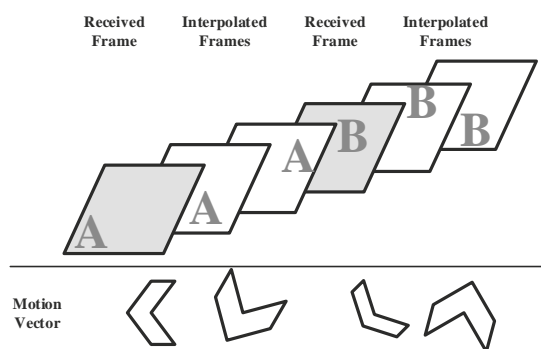 Received
Frame
Interpolated
Frames
Received
Frame
Interpolated
Frames
A
A
A
B
B
B
Motion
Vector